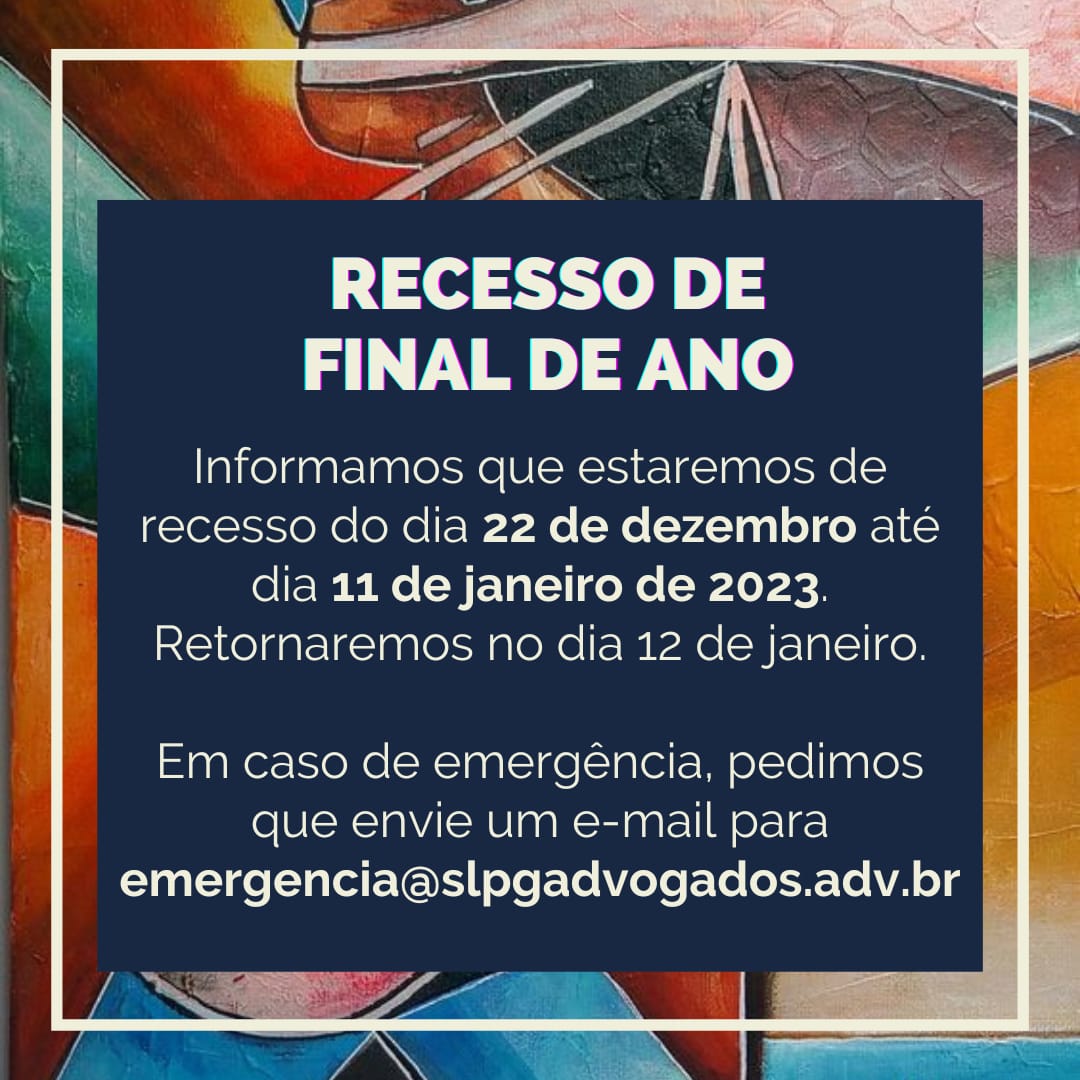 RECESSO DE
FINAL DE ANO
Informamos que estaremos de
recesso do dia 22 de dezembro até
dia 11 de janeiro de 2023.
Retornaremos no dia 12 de janeiro.
Em caso de emergência, pedimos
que envie um e-mail para
emergencia@slpgadvogados.adv.br